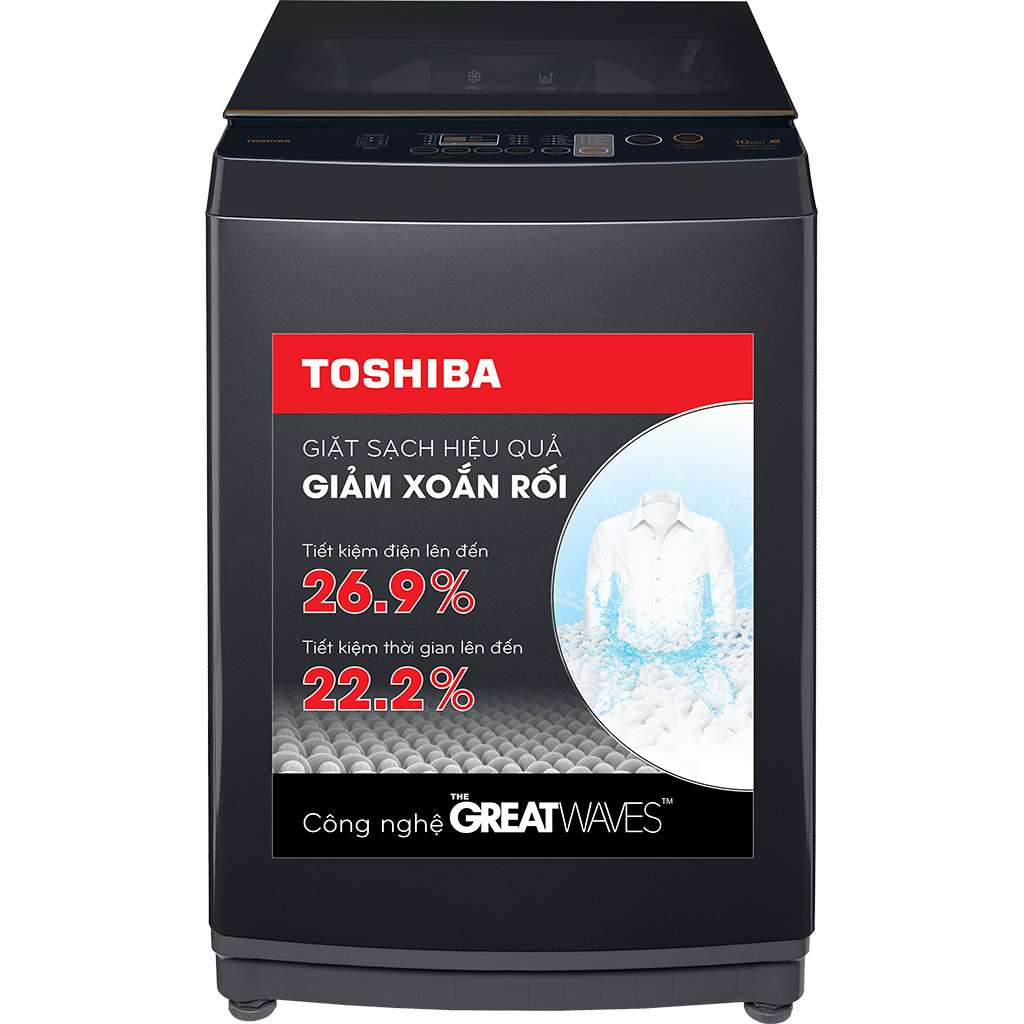 TOSHIBA
10KG
TOSHIBA
GIẶT SẠCH HIỆU QUẢ
GIẢM XOẮN RỐI
Tiết kiệm điện lên đến
26.9%
Tiết kiệm thời gian lên đến
22.2%
Công nghệ THE GREATWAVES™